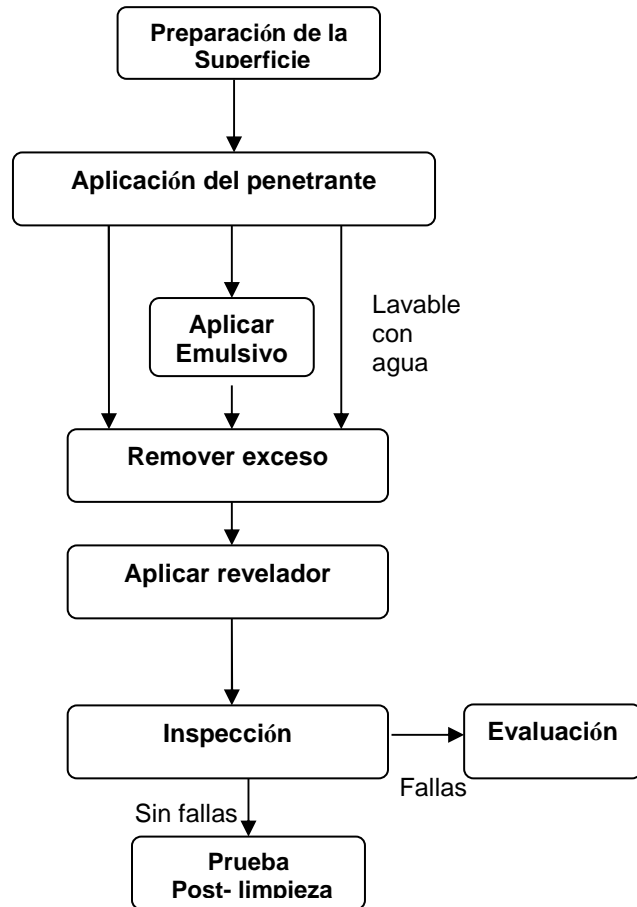 Preparación de la
Superficie
Aplicación del penetrante
Lavable
con
agua
Aplicar
Emulsivo
Remover exceso
Aplicar revelador
Inspección
Evaluación
Fallas
Sin fallas
Prueba
Post- limpieza